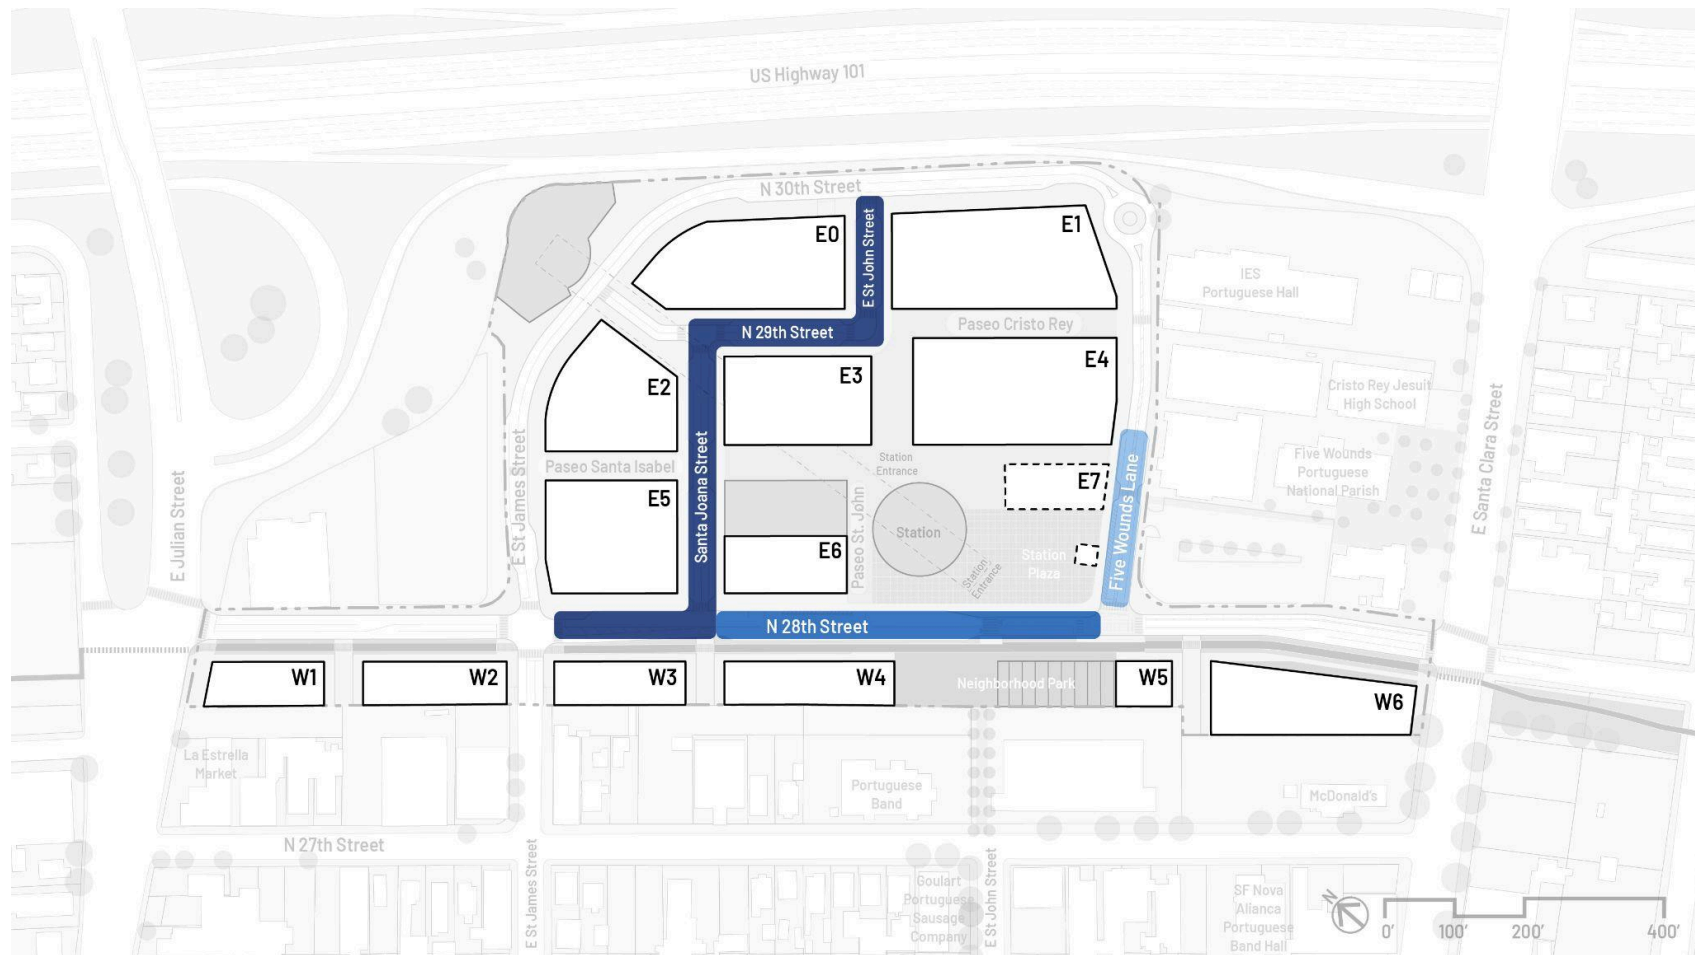 US Highway 101
N 30th Street
E0
E St John Street
E1
IES
Portuguese Hall
N 29th Street
Paseo Cristo Rey
E2
E3
E4
Cristo Rey Jesuit
High School
E Santa Clara Street
E Julian Street
E St James Street
Paseo Santa Isabel
Santa Joana Street
Station
Entrance
Five Wounds
Portuguese
National Parish
E5
E6
Paseo St. John
Station
E7
Five Wounds Lane
Station
Plaza
Station
Entrance
N 28th Street
W1
W2
W3
W4
Neighborhood Park
W5
W6
La Estrella
Market
Portuguese
Band
McDonald's
N 27th Street
E St James Street
Goulart
Portuguese
Sausage
Company
E St John Street
SF Nova
Alianca
Portuguese
Band Hall
N
0' 100' 200' 400'